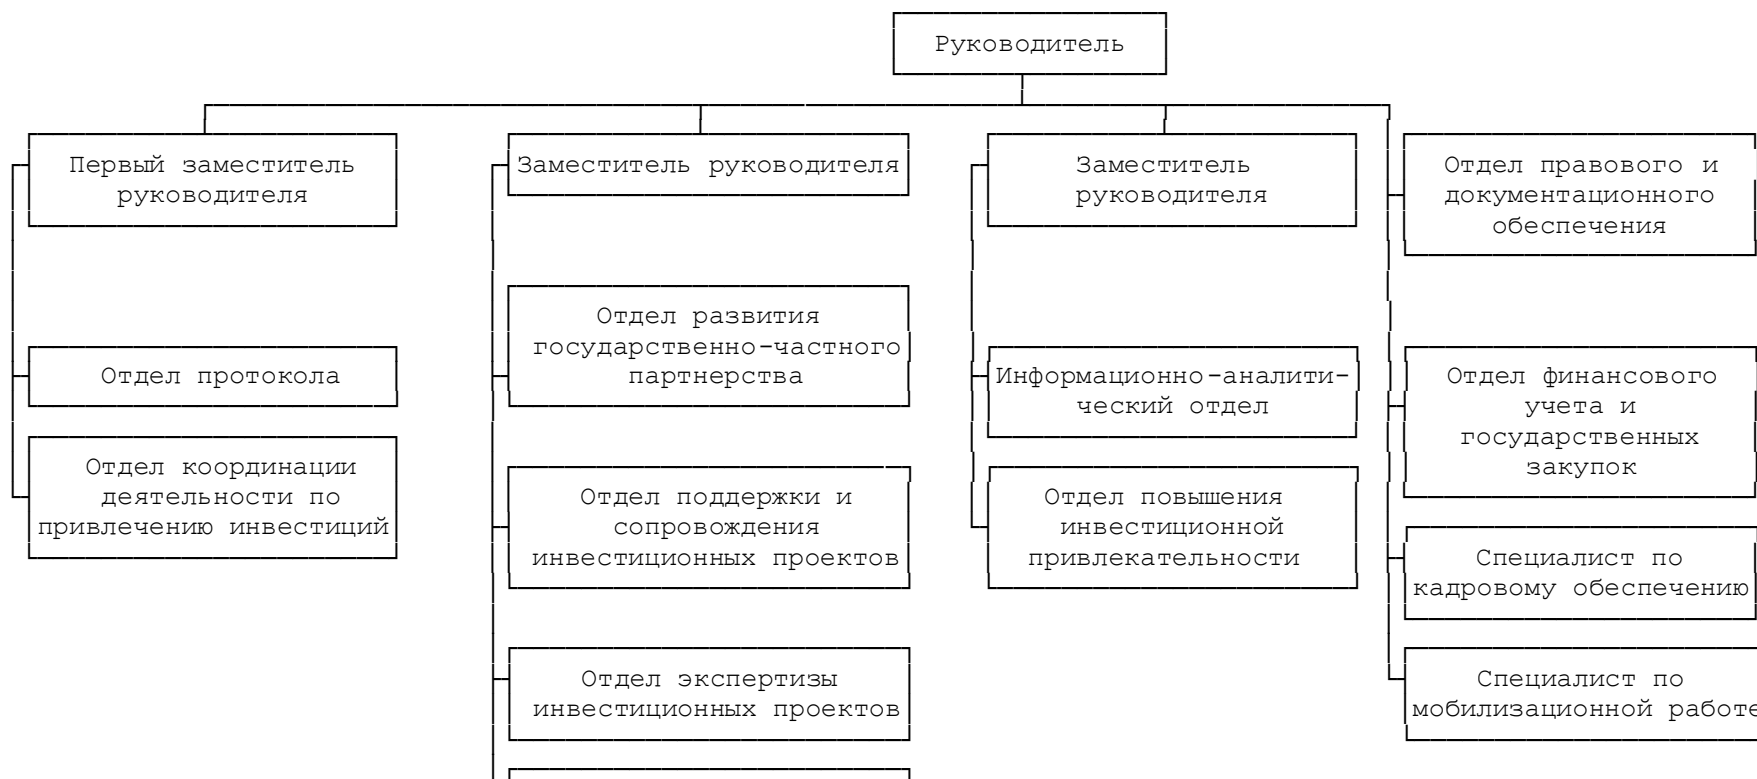 Руководитель
Первый заместитель
руководителя
Отдел протокола
Отдел координации
деятельности по
привлечению инвестиций
Заместитель руководителя
Отдел развития
государственно-частного
партнерства
Отдел поддержки и
сопровождения
инвестиционных проектов
Отдел экспертизы
инвестиционных проектов
Заместитель
руководителя
Информационно-аналити-
ческий отдел
Отдел повышения
инвестиционной
привлекательности
Отдел правового и
документационного
обеспечения
Отдел финансового
учета и
государственных
закупок
Специалист по
кадровому обеспечению
Специалист по
мобилизационной работе